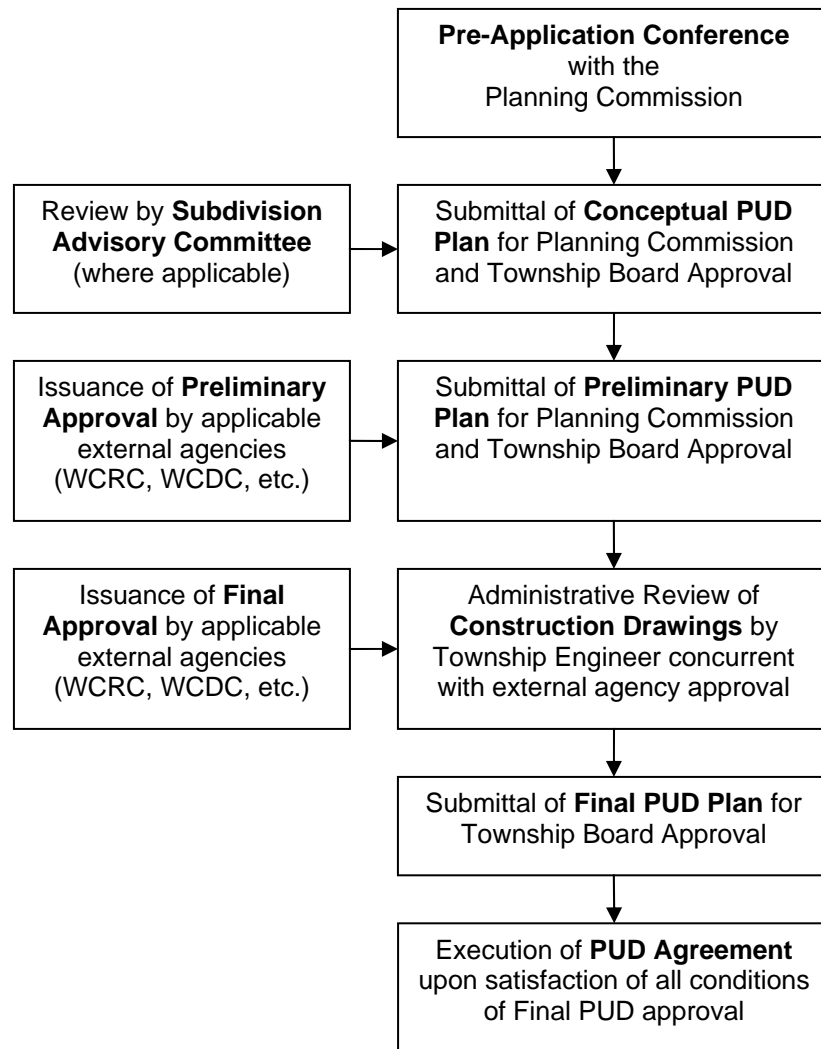 Pre-Application Conference
with the
Planning Commission
Review by Subdivision
Advisory Committee
(where applicable)
Submittal of Conceptual PUD
Plan for Planning Commission
and Township Board Approval
Issuance of Preliminary
Approval by applicable
external agencies
(WCRC, WCDC, etc.)
Submittal of Preliminary PUD
Plan for Planning Commission
and Township Board Approval
Issuance of Final
Approval by applicable
external agencies
(WCRC, WCDC, etc.)
Administrative Review of
Construction Drawings by
Township Engineer concurrent
with external agency approval
Submittal of Final PUD Plan for
Township Board Approval
Execution of PUD Agreement
upon satisfaction of all conditions
of Final PUD approval